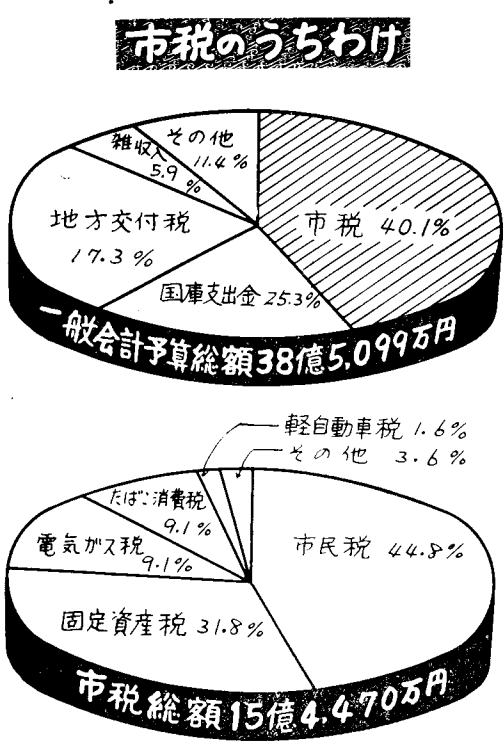 市税のうちわけ
その他
11.4%
雑収入
5.9%
市税 40.1%
地方交付税
17.3%
国庫支出金 25.3%
一般会計予算総額38億5,099万円
軽自動車税 1.6%
その他 3.6%
たばこ消費税
9.1%
電気ガス税
9.1%
市民税 44.8%
固定資産税 31.8%
市税総額15億4,470万円